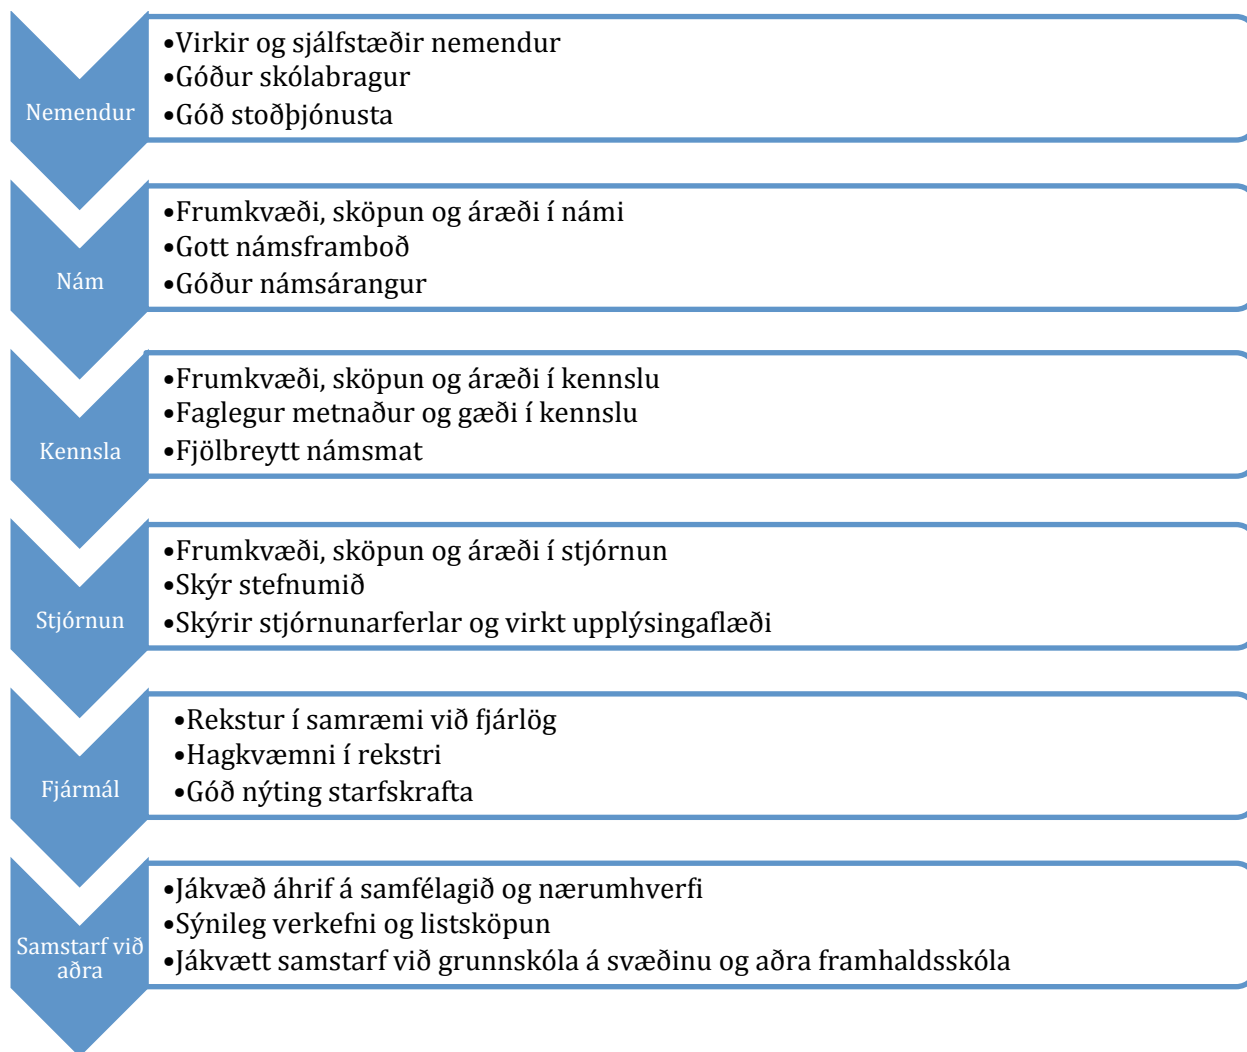 Nemendur
•Virkir og sjálfstæðir nemendur
•Góður skólabragur
•Góð stoðþjónusta
Nám
•Frumkvæði, sköpun og áræði í námi
•Gott námsframboð
•Góður námsárangur
Kennsla
•Frumkvæði, sköpun og áræði í kennslu
•Faglegur metnaður og gæði í kennslu
•Fjölbreytt námsmat
Stjórnun
•Frumkvæði, sköpun og áræði í stjórnun
•Skýr stefnumið
•Skýrir stjórnunarferlar og virkt upplýsingaflæði
Fjármál
•Rekstur í samræmi við fjárlög
•Hagkvæmni í rekstri
•Góð nýting starfskrafta
Samstarf við
aðra
•Jákvæð áhrif á samfélagið og nærumhverfi
•Sýnileg verkefni og listsköpun
•Jákvætt samstarf við grunnskóla á svæðinu og aðra framhaldsskóla